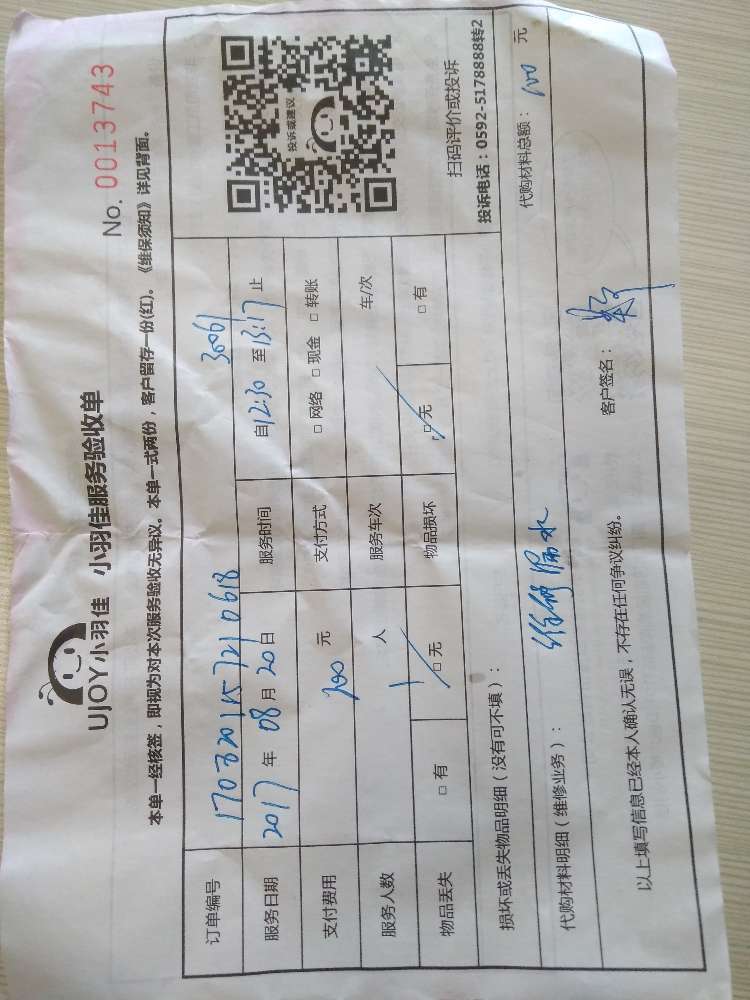 UJOY小羽佳 小羽佳服务验收单
No. 0013743
本单一经核签，即视为对本次服务验收无异议。本单一式两份，客户留存一份(红)。《维保须知》详见背面。
订单编号 3006
服务日期 2017 年 08 月 20 日 服务时间 自12:30 至 13:17 止
支付费用 元 支付方式 □ 网络 □ 现金 □ 转账
服务人数 1 人 服务车次 车/次
物品丢失 □ 有 □ 无 物品损坏 □ 无 □ 有
投诉或建议
扫码评价或投诉
投诉电话：0592-5178888转2
损坏或丢失物品明细（没有可不填）：
代购材料明细（维修业务）： 维修漏水 代购材料总额： 100 元
以上填写信息已经本人确认无误，不存在任何争议纠纷。 客户签名：